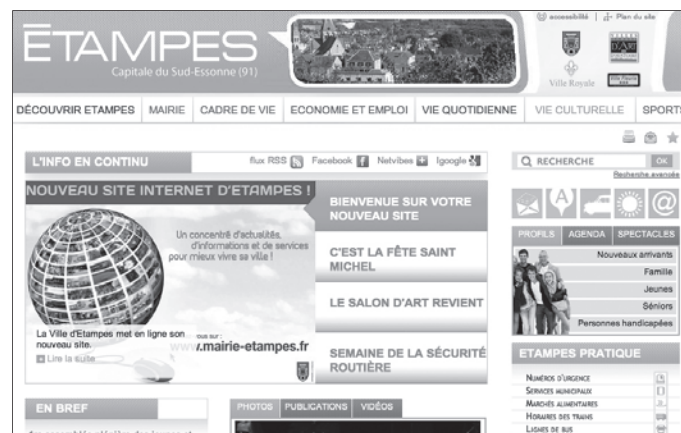 ÉTAMPES
Capitale du Sud-Essonne (91)
accessibilité | Plan du site
Ville Royale
DÉCOUVRIR ETAMPES MAIRIE CADRE DE VIE ECONOMIE ET EMPLOI VIE QUOTIDIENNE VIE CULTURELLE SPORTS
L'INFO EN CONTINU
flux RSS Facebook Netvibes Igoogle
RECHERCHE OK
Recherche avancée
NOUVEAU SITE INTERNET D'ETAMPES !
Un concentré d'actualités,
d'informations et de services
pour mieux vivre sa ville !
La Ville d'Etampes met en ligne son
nouveau site.
Lire la suite
ous sur :
www.mairie-etampes.fr
BIENVENUE SUR VOTRE
NOUVEAU SITE
C'EST LA FÊTE SAINT
MICHEL
LE SALON D'ART REVIENT
SEMAINE DE LA SÉCURITÉ
ROUTIÈRE
PROFILS AGENDA SPECTACLES
Nouveaux arrivants
Famille
Jeunes
Séniors
Personnes handicapées
ETAMPES PRATIQUE
NUMÉROS D'URGENCE
SERVICES MUNICIPAUX
MARCHÉS ALIMENTAIRES
HORAIRES DES TRAINS
LIGNES DE BUS
EN BREF
PHOTOS PUBLICATIONS VIDÉOS